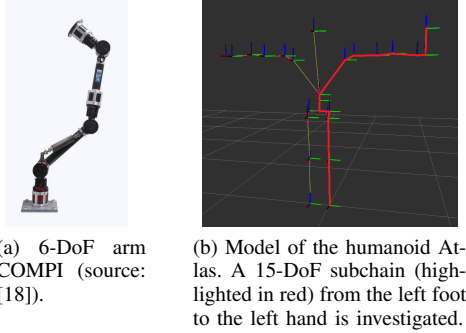 (a) 6-DoF arm
COMPI (source:
[18]).
(b) Model of the humanoid At-
las. A 15-DoF subchain (high-
lighted in red) from the left foot
to the left hand is investigated.